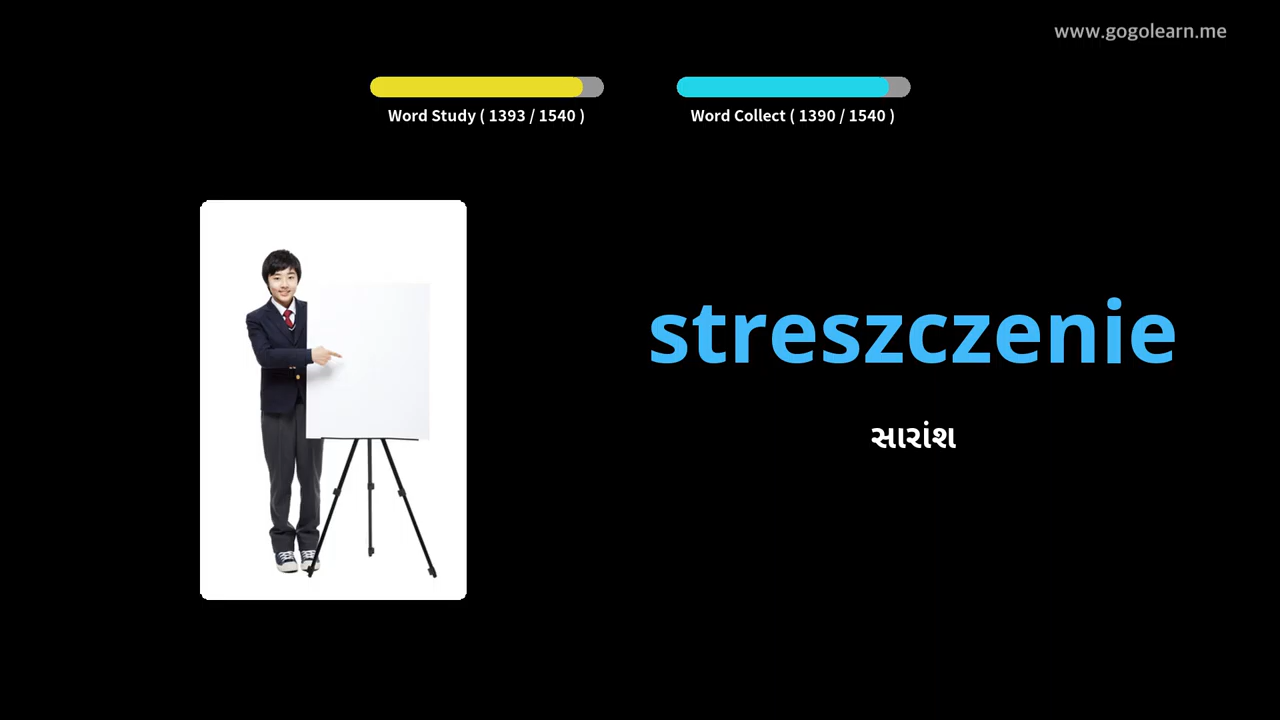 www.gogolearn.me
Word Study ( 1393 / 1540 )
Word Collect ( 1390 / 1540 )
streszczenie
સારાંશ